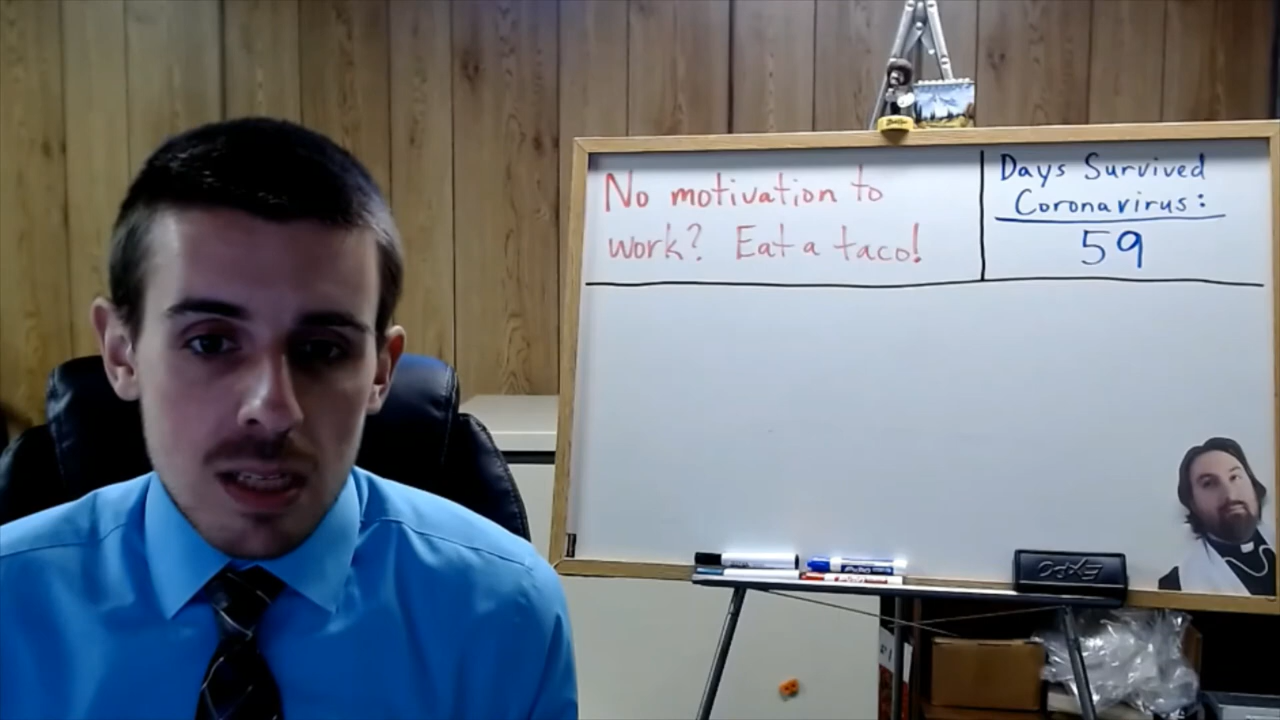 No motivation to
work? Eat a taco!
Days Survived
Coronavirus:
59
EXPO